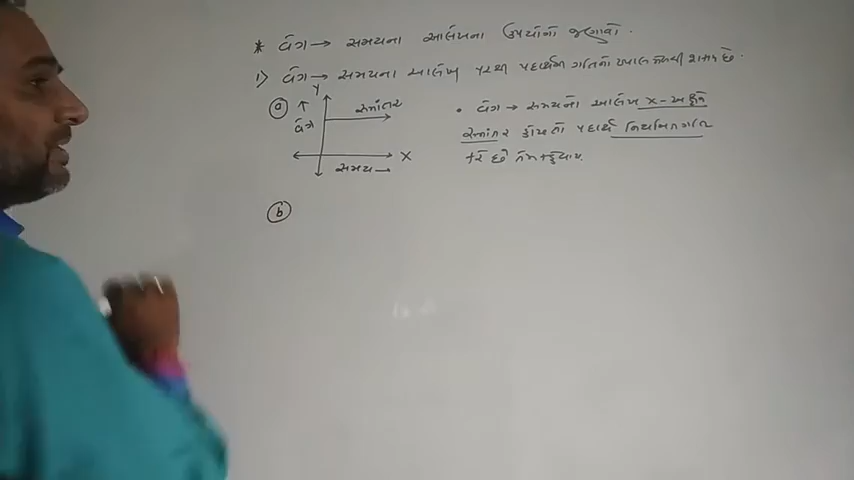 * વેગ → સમયના આલેખના ઉપયોગો જણાવો.
1) વેગ → સમયના આલેખ પરથી પદાર્થની ગતિનો ખ્યાલ મેળવી શકાય છે.
(a) ↑ Y સમાંતર • વેગ → સમયનો આલેખ X-અક્ષને
વેગ સમાંતર હોય તો પદાર્થ નિયમિત ગતિ
X
સમય → કરે છે તેમ કહેવાય.
(b)